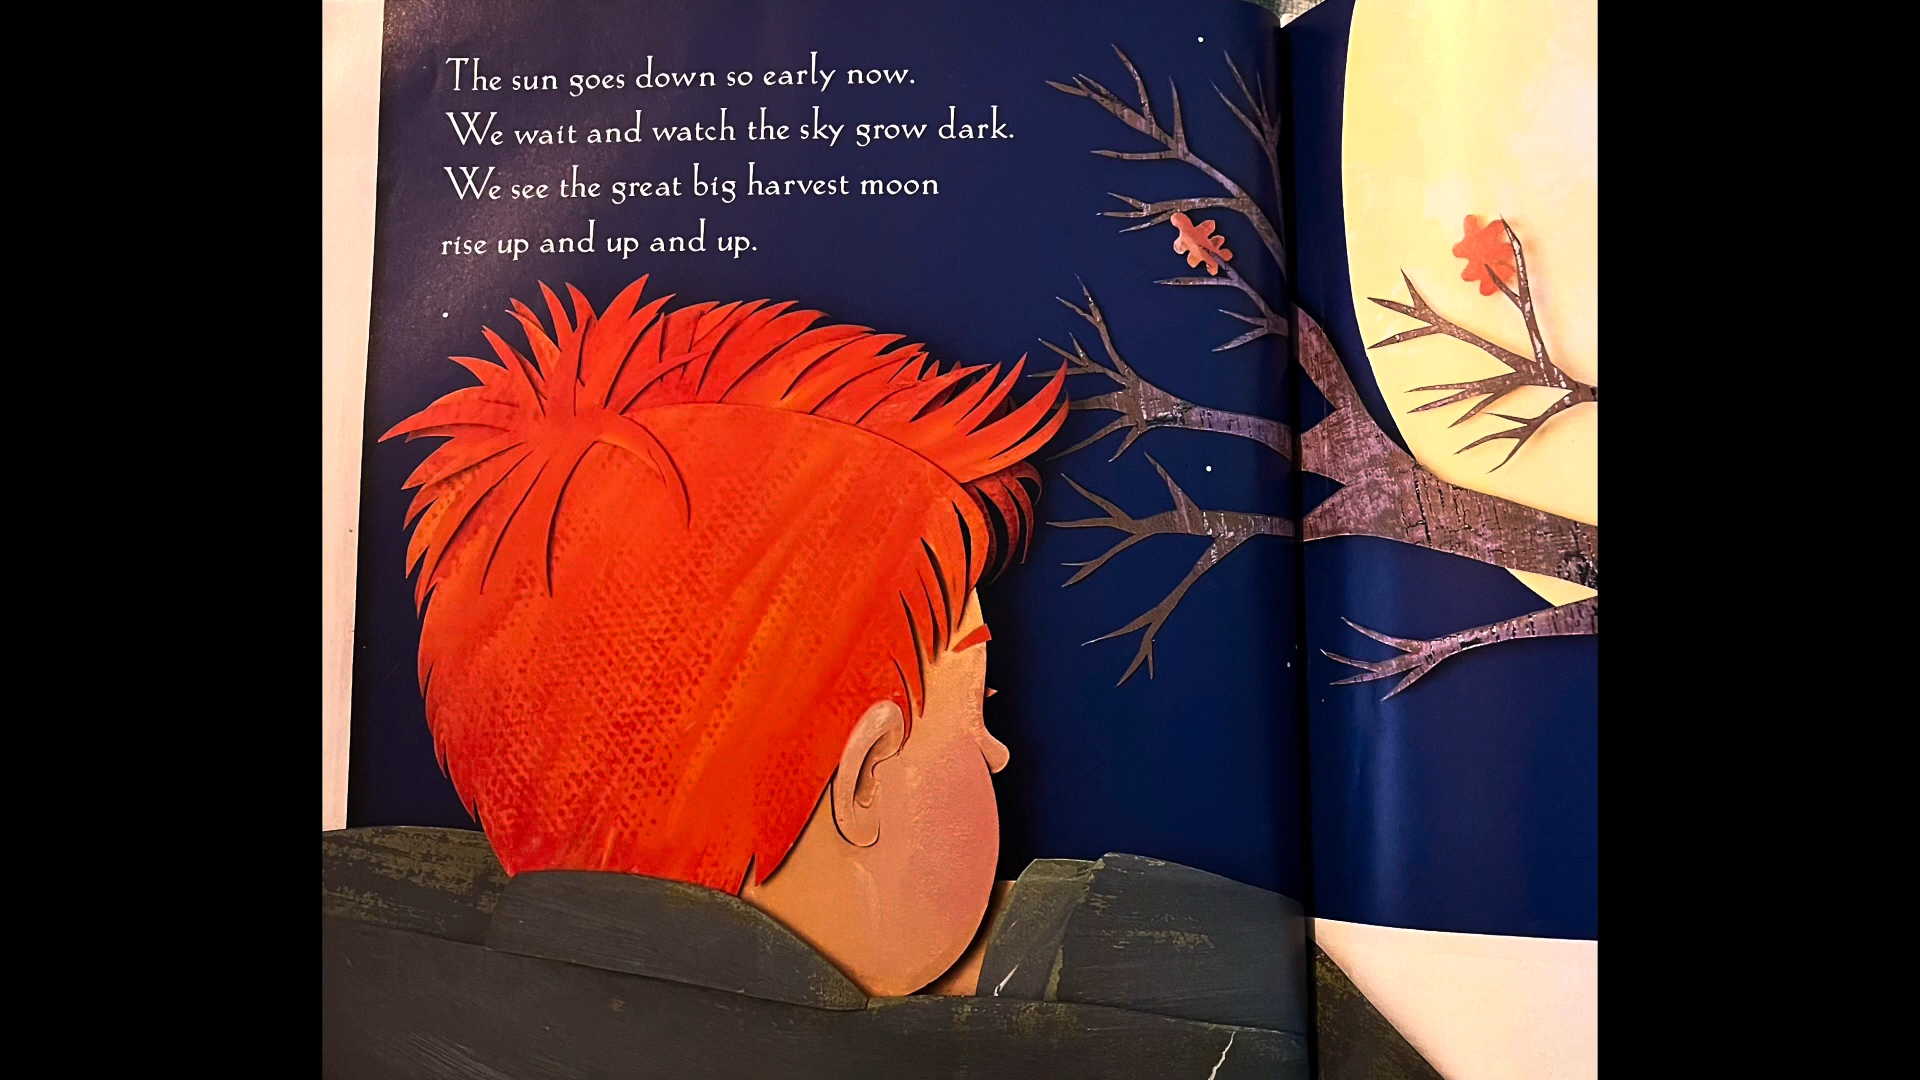 The sun goes down so early now.
We wait and watch the sky grow dark.
We see the great big harvest moon
rise up and up and up.